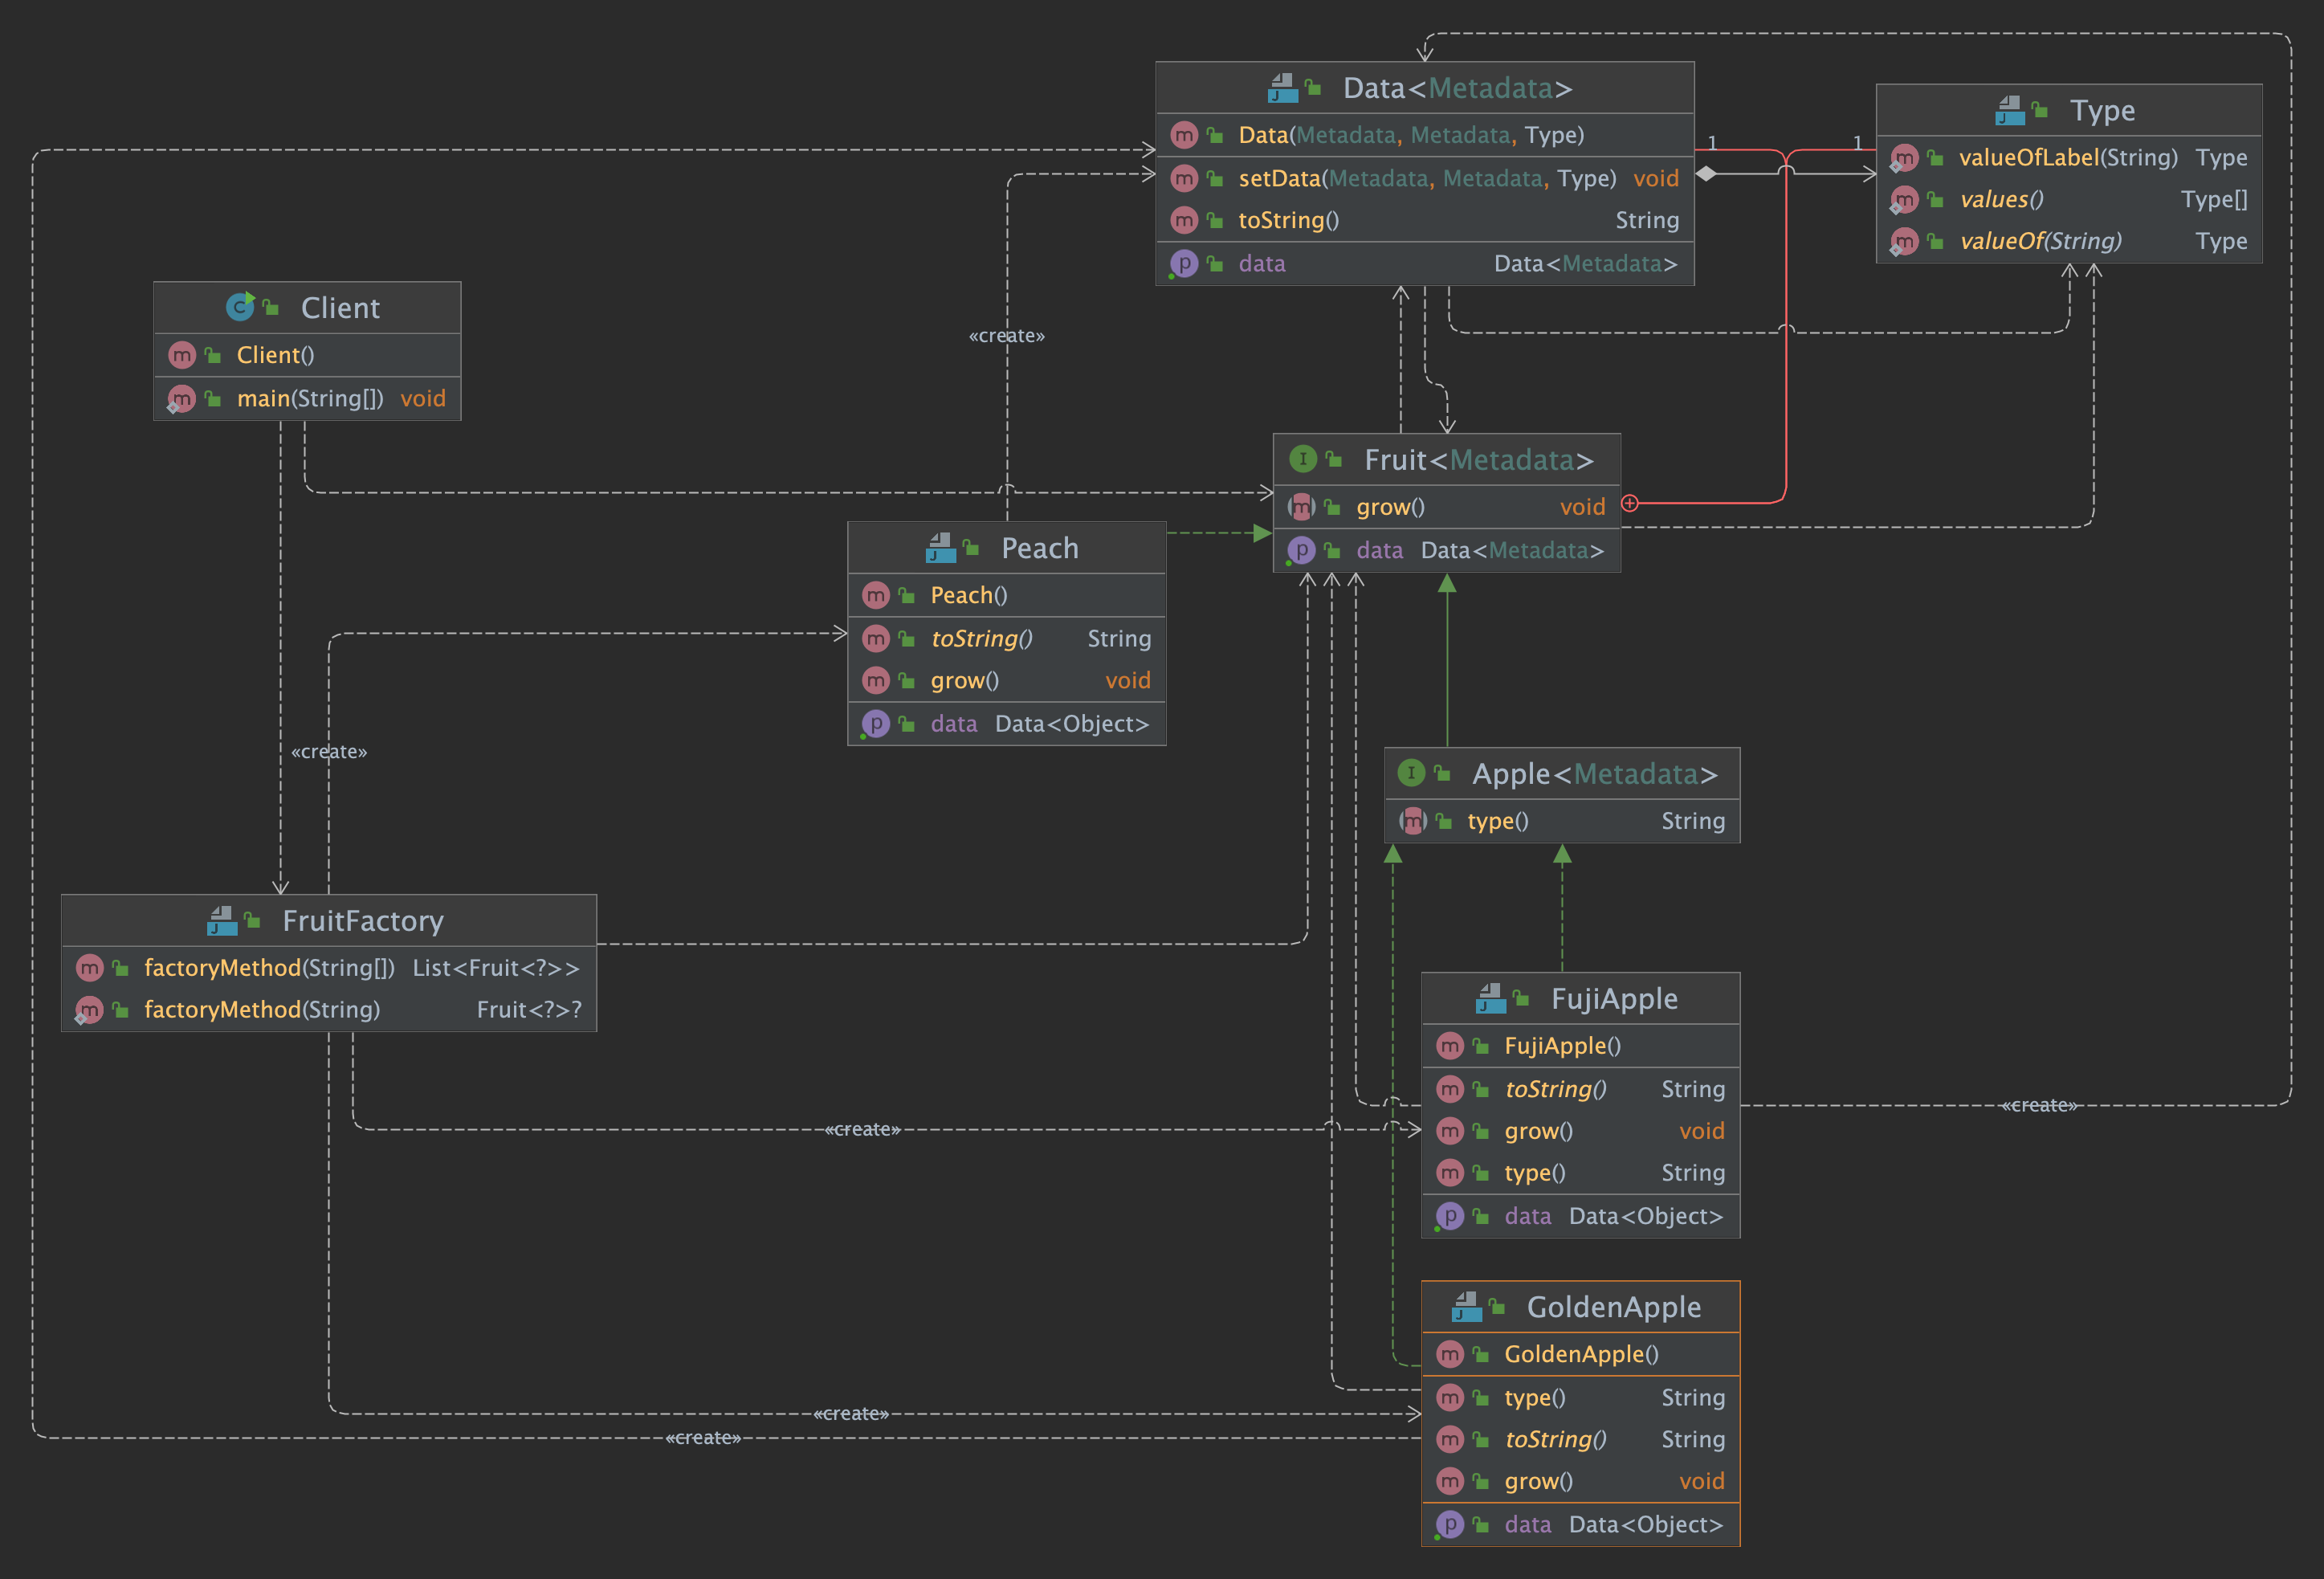 Data<Metadata>
Data(Metadata, Metadata, Type)
setData(Metadata, Metadata, Type) void
toString() String
data Data<Metadata>
1
1
Type
valueOfLabel(String) Type
values() Type[]
valueOf(String) Type
Client
Client()
main(String[]) void
«create»
Fruit<Metadata>
grow() void
data Data<Metadata>
Peach
Peach()
toString() String
grow() void
data Data<Object>
«create»
Apple<Metadata>
type() String
FruitFactory
factoryMethod(String[]) List<Fruit<?>>
factoryMethod(String) Fruit<?>?
FujiApple
FujiApple()
toString() String
grow() void
type() String
data Data<Object>
«create»
«create»
GoldenApple
GoldenApple()
type() String
toString() String
grow() void
data Data<Object>
«create»
«create»